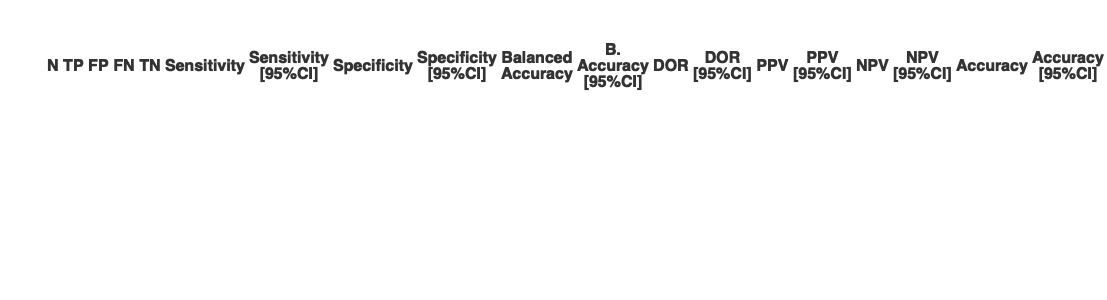 N TP FP FN TN Sensitivity Sensitivity [95%CI] Specificity Specificity [95%CI] Balanced Accuracy B. Accuracy [95%CI] DOR DOR [95%CI] PPV PPV [95%CI] NPV NPV [95%CI] Accuracy Accuracy [95%CI]